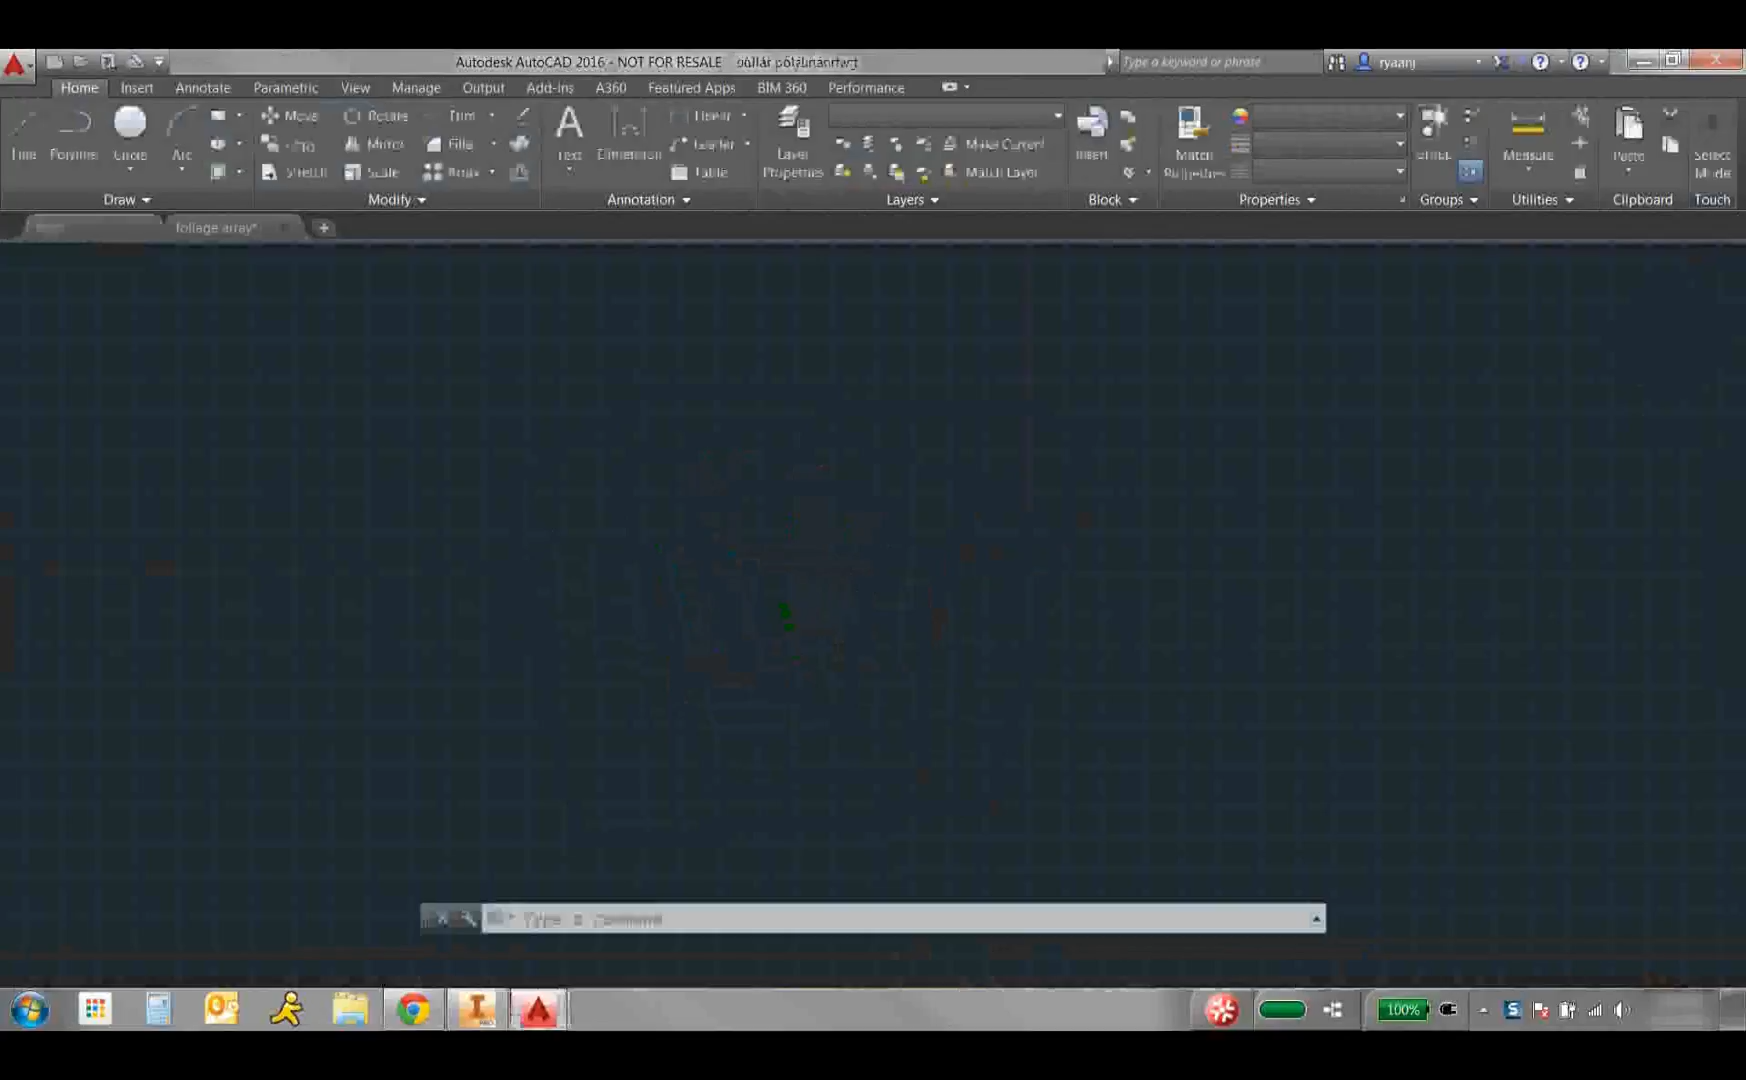 Autodesk AutoCAD 2016 - NOT FOR RESALE
Type a keyword or phrase
ryaanj
Home Insert Annotate Parametric View Manage Output Add-ins A360 Featured Apps BIM 360 Performance
Move Rotate Trim Linear
Line Polyline Circle Arc Mirror Fillet Text Dimension Leader Layer Make Current Insert Match Measure Paste Select
Stretch Scale Array Table Properties Match Layer Properties Mode
Draw Modify Annotation Layers Block Properties Groups Utilities Clipboard Touch
foliage array*
Type a command
PRO
100%